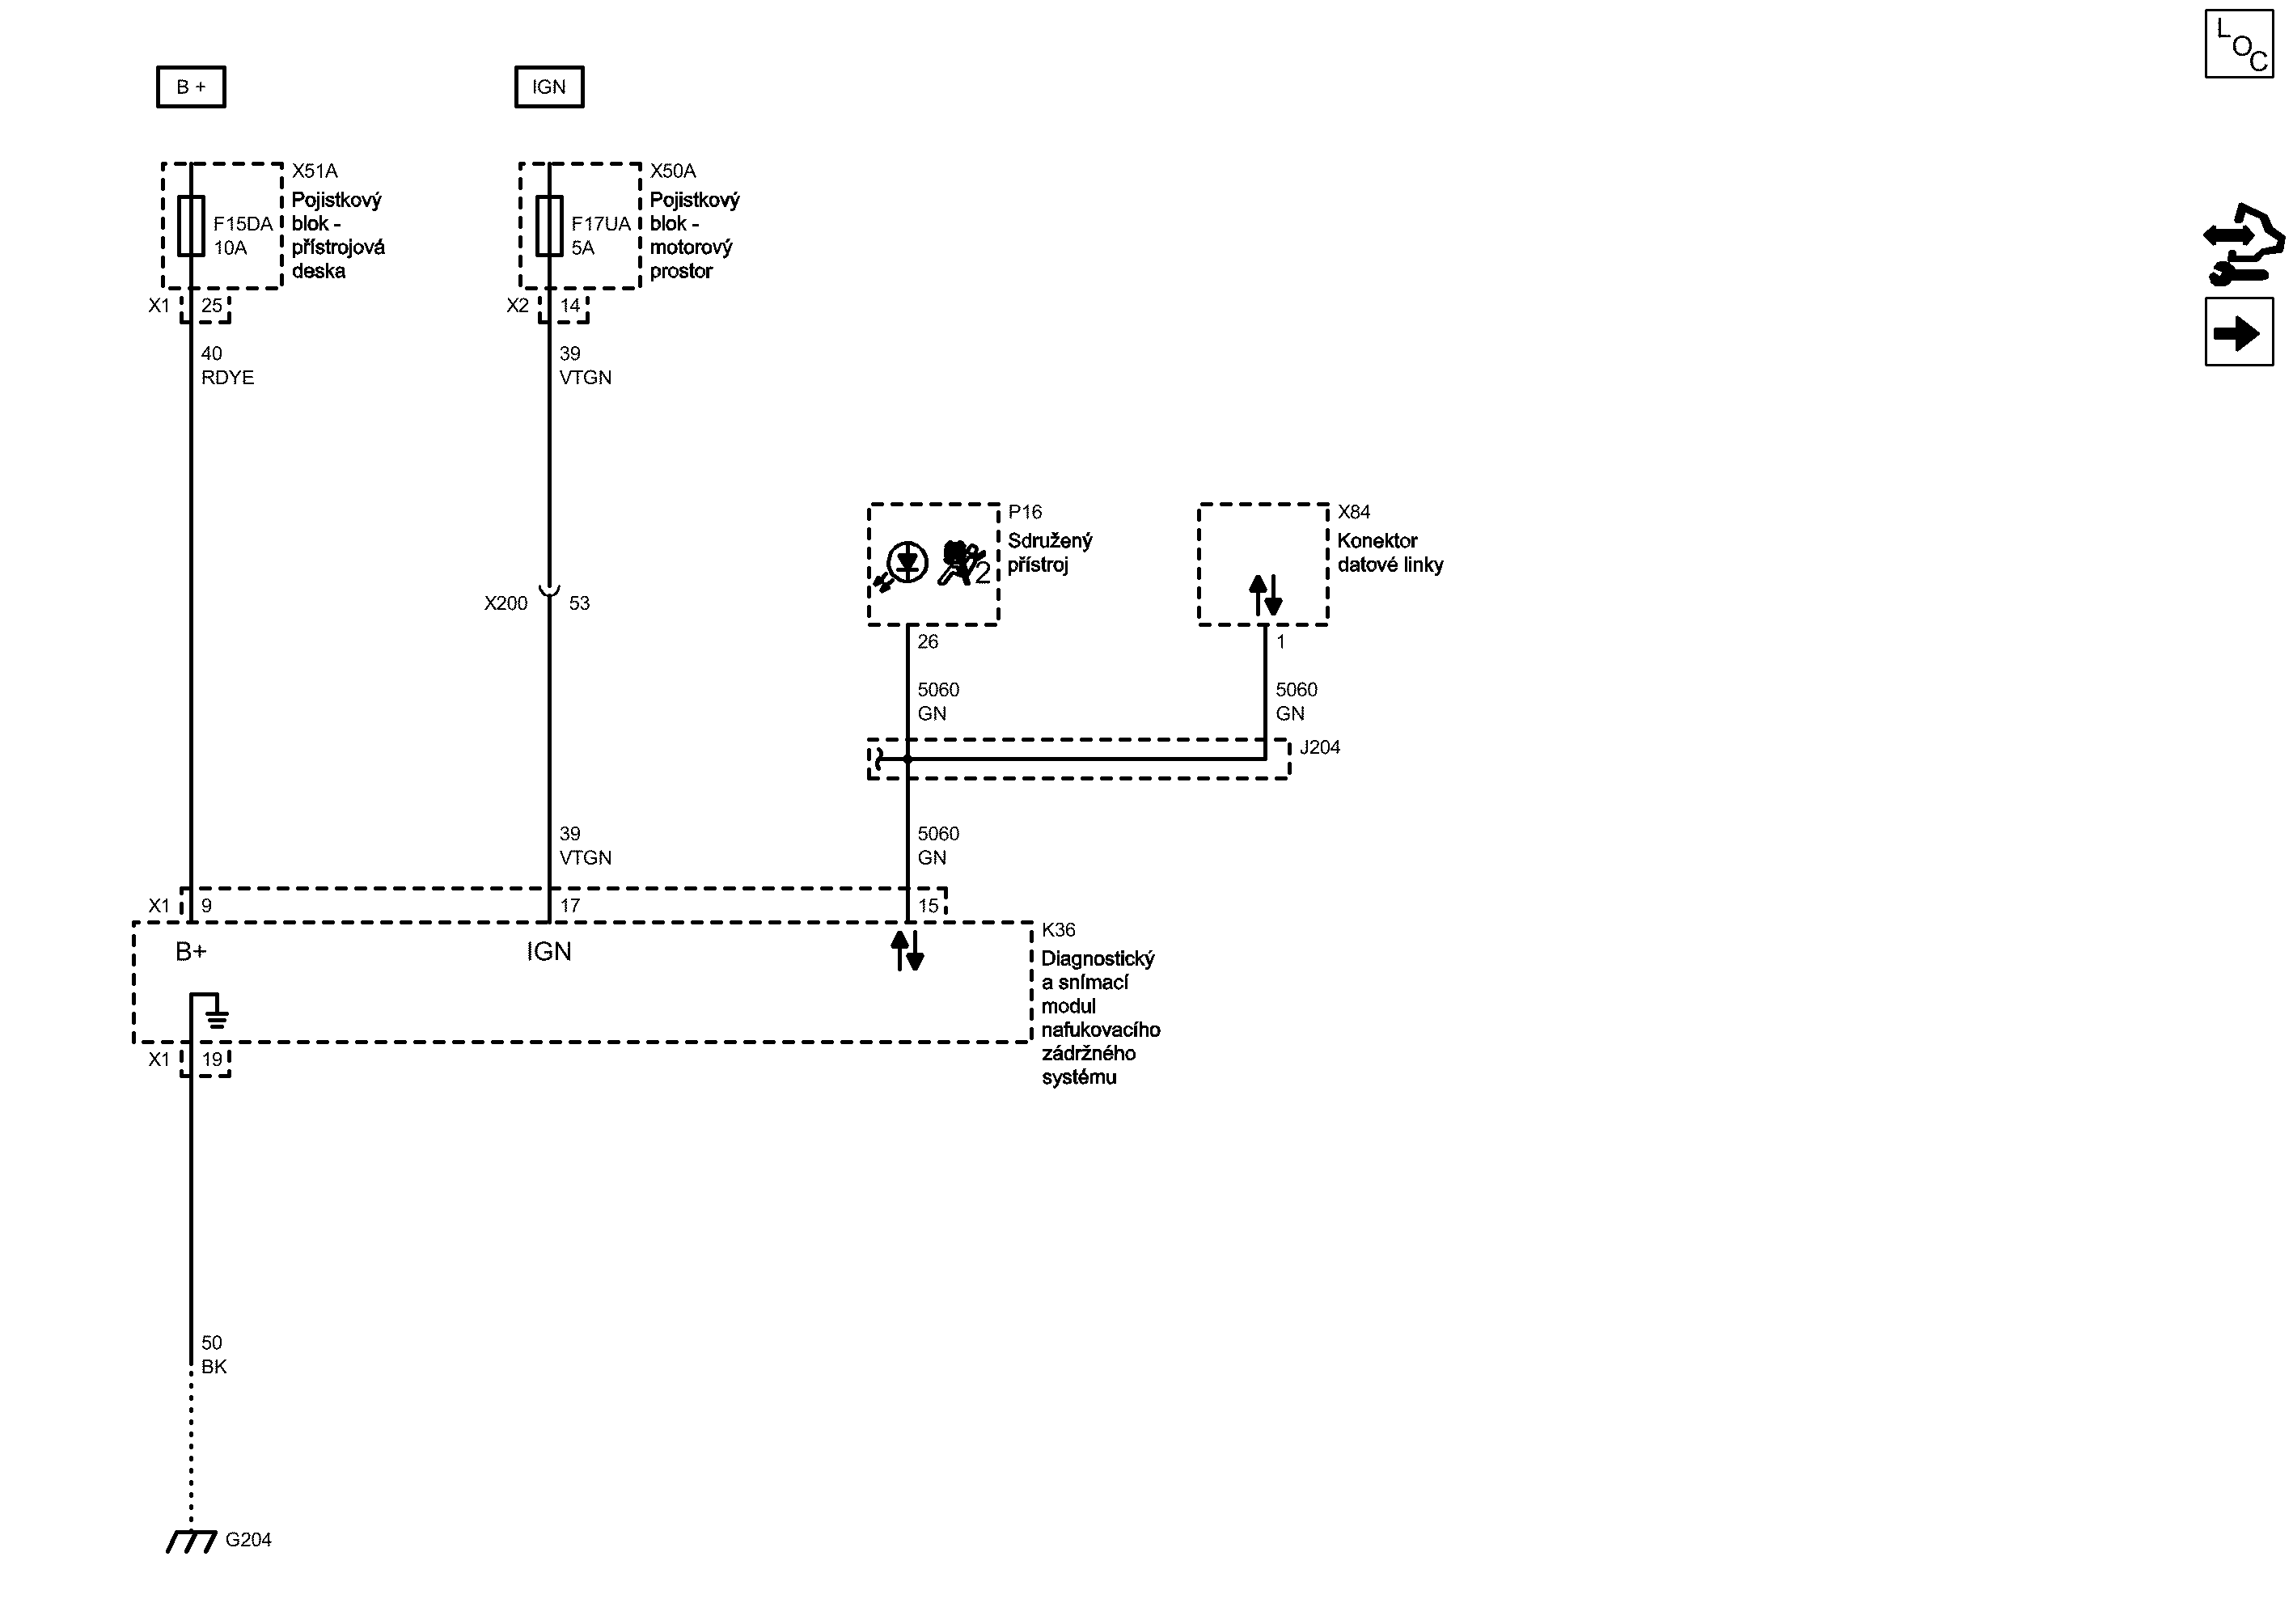 LOC
B +
IGN
X51A
Pojistkový
blok -
přístrojová
deska
F15DA
10A
X50A
Pojistkový
blok -
motorový
prostor
F17UA
5A
X1 25
X2 14
40
RDYE
39
VTGN
P16
Sdružený
přístroj
2
X84
Konektor
datové linky
X200 53
26
1
5060
GN
5060
GN
J204
39
VTGN
5060
GN
X1 9 17 15
B+ IGN
K36
Diagnostický
a snímací
modul
nafukovacího
zádržného
systému
X1 19
50
BK
G204